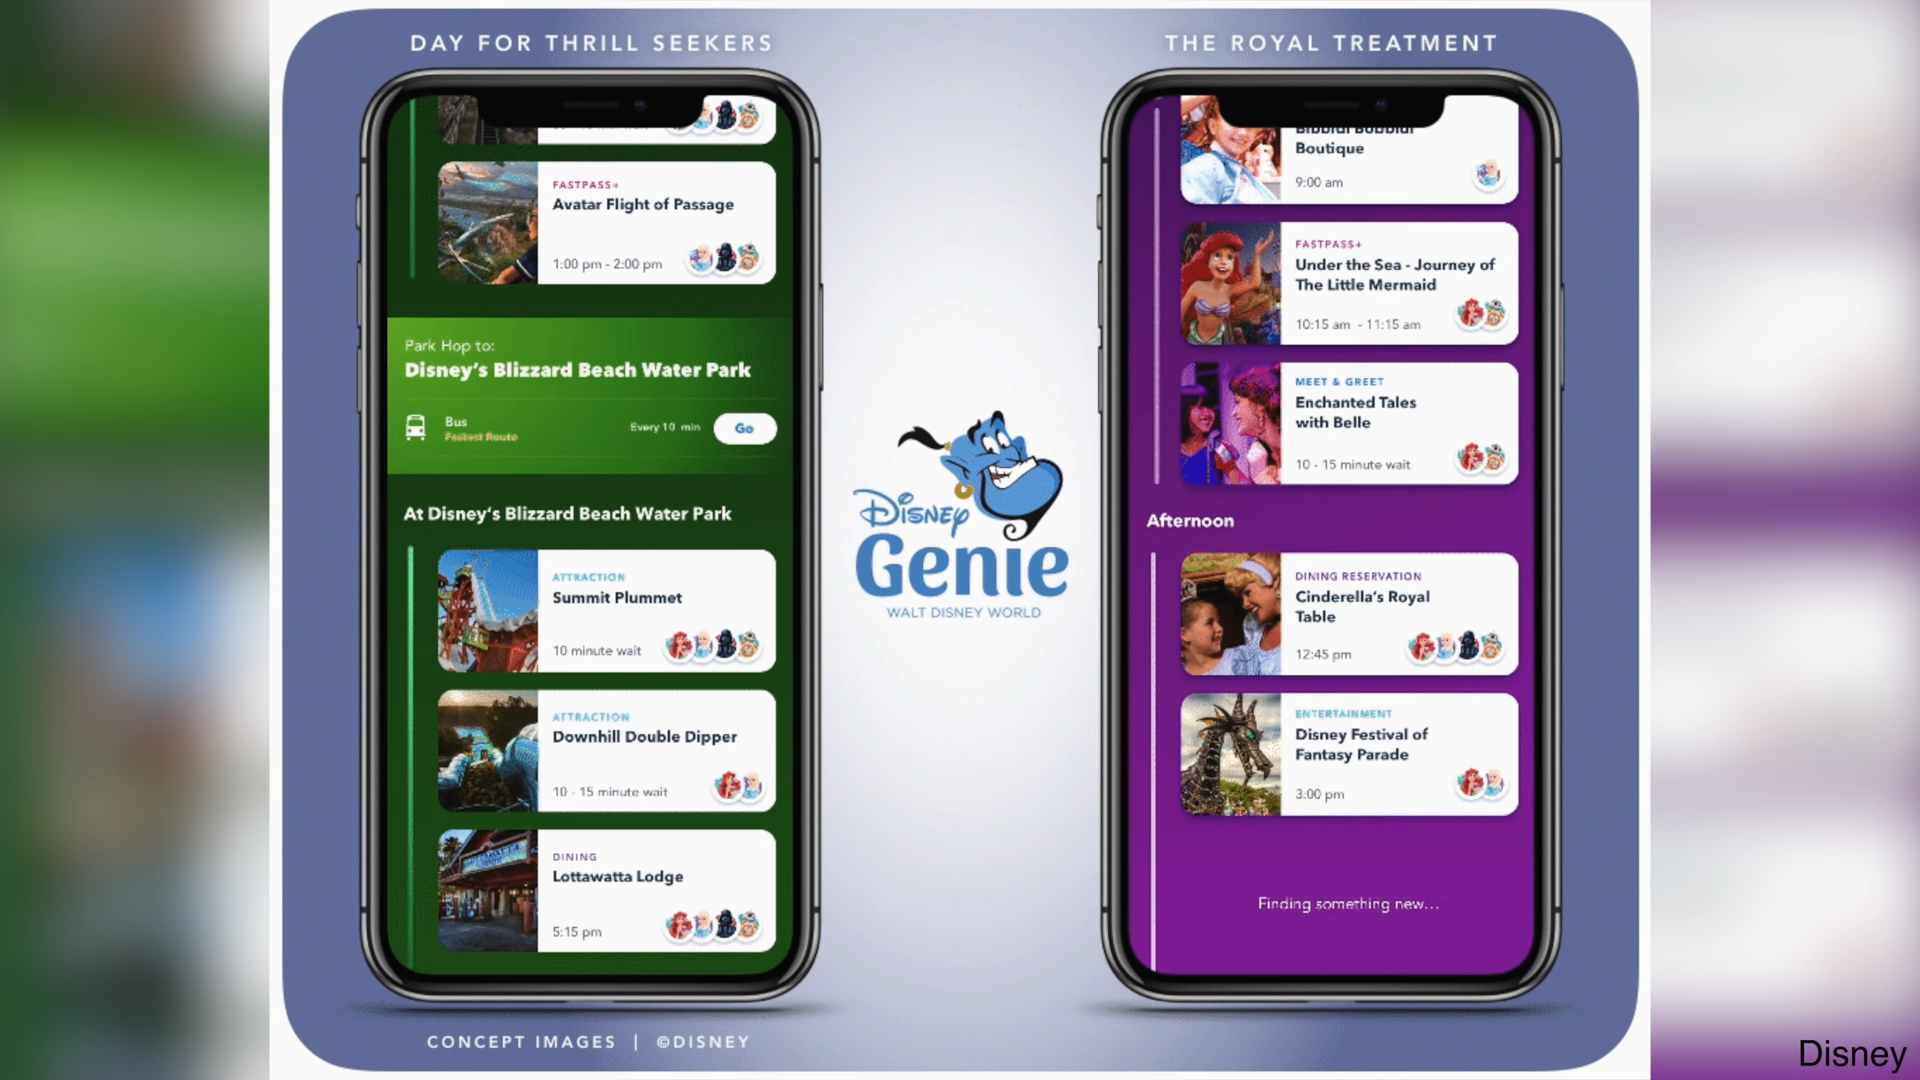 DAY FOR THRILL SEEKERS
FASTPASS+
Avatar Flight of Passage
1:00 pm - 2:00 pm
Park Hop to:
Disney's Blizzard Beach Water Park
Bus
Fastest Route
Every 10 min
Go
At Disney's Blizzard Beach Water Park
ATTRACTION
Summit Plummet
10 minute wait
ATTRACTION
Downhill Double Dipper
10 - 15 minute wait
DINING
Lottawatta Lodge
5:15 pm
CONCEPT IMAGES | ©DISNEY
Disney
Genie
WALT DISNEY WORLD
THE ROYAL TREATMENT
Bibbidi Bobbidi
Boutique
9:00 am
FASTPASS+
Under the Sea - Journey of
The Little Mermaid
10:15 am - 11:15 am
MEET & GREET
Enchanted Tales
with Belle
10 - 15 minute wait
Afternoon
DINING RESERVATION
Cinderella's Royal
Table
12:45 pm
ENTERTAINMENT
Disney Festival of
Fantasy Parade
3:00 pm
Finding something new...
Disney